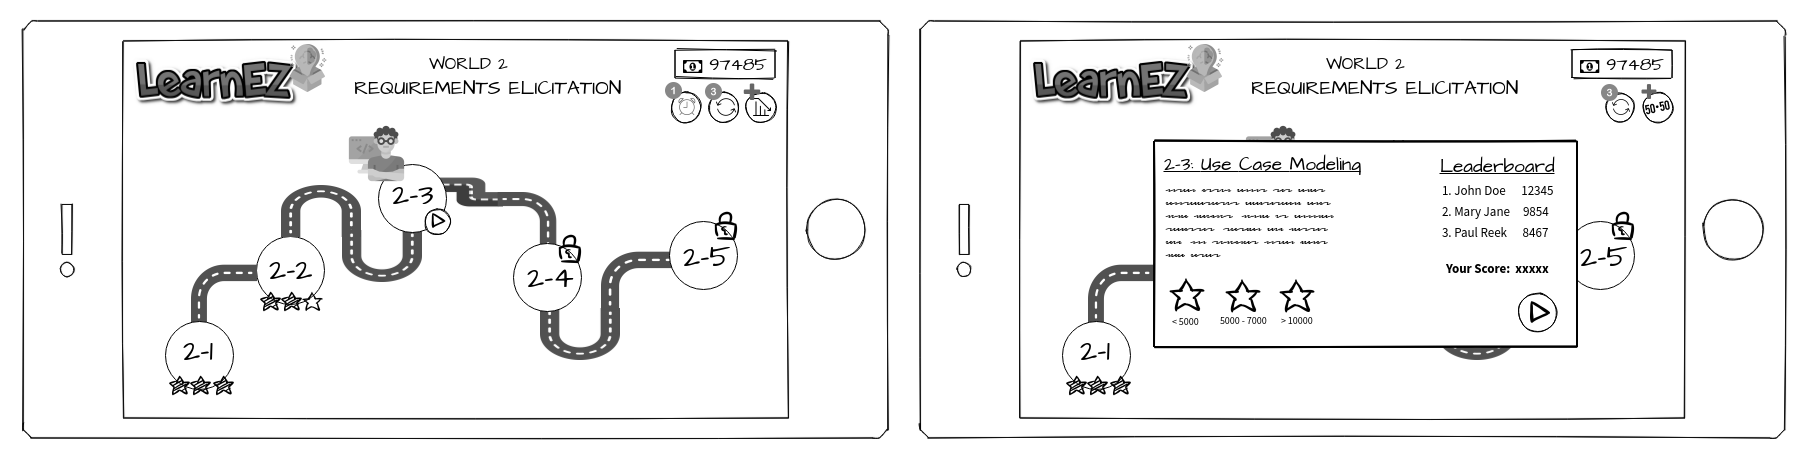 LearnEZ
WORLD 2
REQUIREMENTS ELICITATION
97485
1
3
2-3
2-2
2-4
2-5
2-1
LearnEZ
WORLD 2
REQUIREMENTS ELICITATION
97485
3
50•50
2-3: Use Case Modeling
Leaderboard
1. John Doe 12345
2. Mary Jane 9854
3. Paul Reek 8467
Your Score: xxxxx
< 5000
5000 - 7000
> 10000
2-5
2-1